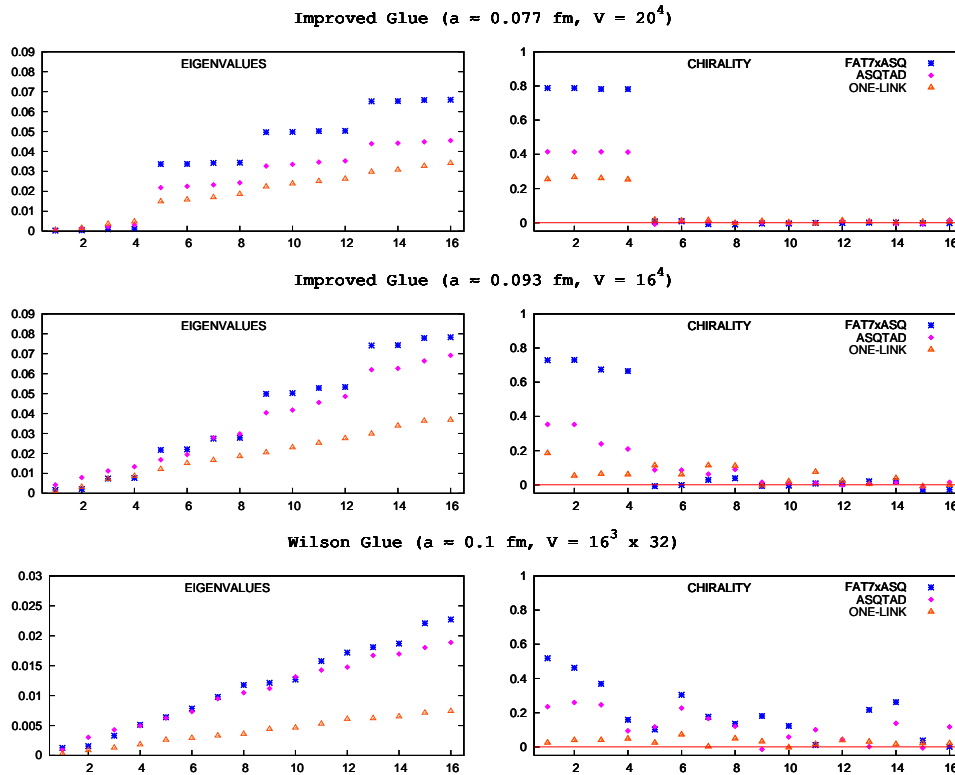 Improved Glue (a ≈ 0.077 fm, V = 20⁴)
EIGENVALUES
0.09
0.08
0.07
0.06
0.05
0.04
0.03
0.02
0.01
0
2 4 6 8 10 12 14 16
CHIRALITY
FAT7xASQ
ASQTAD
ONE-LINK
1
0.8
0.6
0.4
0.2
0
2 4 6 8 10 12 14 16
Improved Glue (a ≈ 0.093 fm, V = 16⁴)
EIGENVALUES
0.09
0.08
0.07
0.06
0.05
0.04
0.03
0.02
0.01
0
2 4 6 8 10 12 14 16
CHIRALITY
FAT7xASQ
ASQTAD
ONE-LINK
1
0.8
0.6
0.4
0.2
0
2 4 6 8 10 12 14 16
Wilson Glue (a ≈ 0.1 fm, V = 16³ x 32)
EIGENVALUES
0.03
0.025
0.02
0.015
0.01
0.005
0
2 4 6 8 10 12 14 16
CHIRALITY
FAT7xASQ
ASQTAD
ONE-LINK
1
0.8
0.6
0.4
0.2
0
2 4 6 8 10 12 14 16